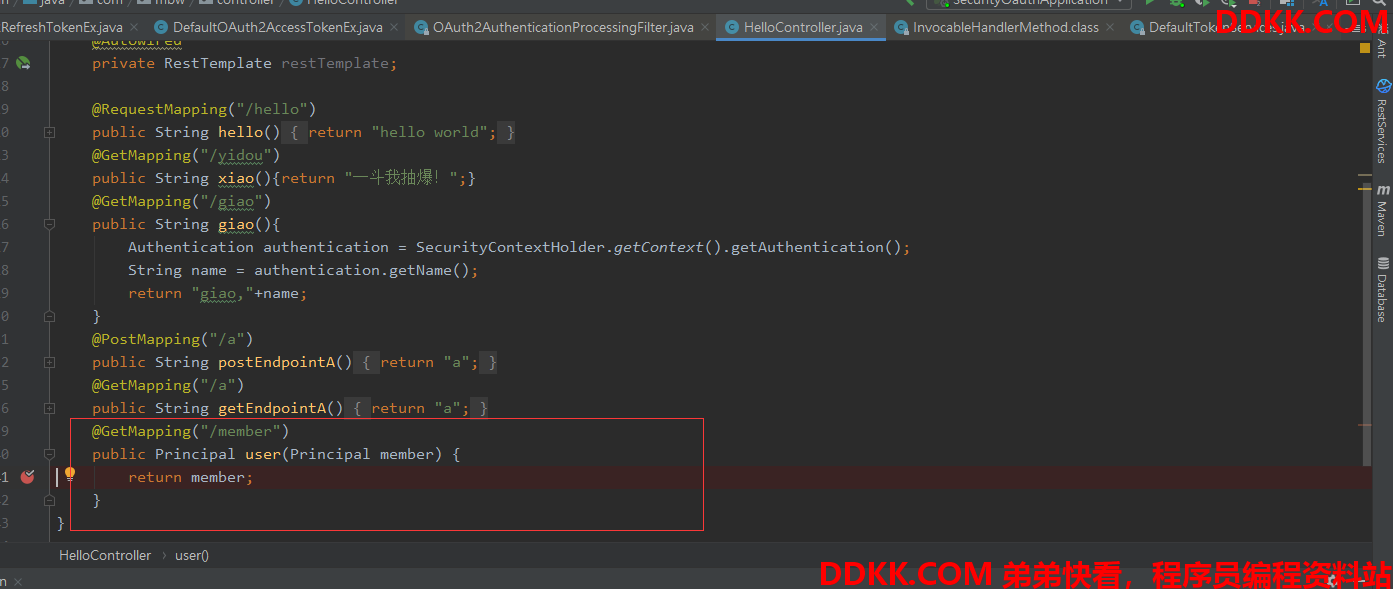 java com mbw controller HelloController
SecurityOauthApplication
RefreshTokenEx.java DefaultOAuth2AccessTokenEx.java OAuth2AuthenticationProcessingFilter.java HelloController.java InvocableHandlerMethod.class
DDKK.COM
@Autowired
7 private RestTemplate restTemplate;
8
9 @RequestMapping("/hello")
0 public String hello() { return "hello world"; }
3 @GetMapping("/yidou")
4 public String xiao(){return "一斗我抽爆！";}
5 @GetMapping("/giao")
6 public String giao(){
7 Authentication authentication = SecurityContextHolder.getContext().getAuthentication();
8 String name = authentication.getName();
9 return "giao,"+name;
0 }
1 @PostMapping("/a")
2 public String postEndpointA() { return "a"; }
5 @GetMapping("/a")
6 public String getEndpointA() { return "a"; }
9 @GetMapping("/member")
0 public Principal user(Principal member) {
1 return member;
2 }
3 }
HelloController › user()
Ant
RestServices
Maven
Database
DDKK.COM 弟弟快看，程序员编程资料站